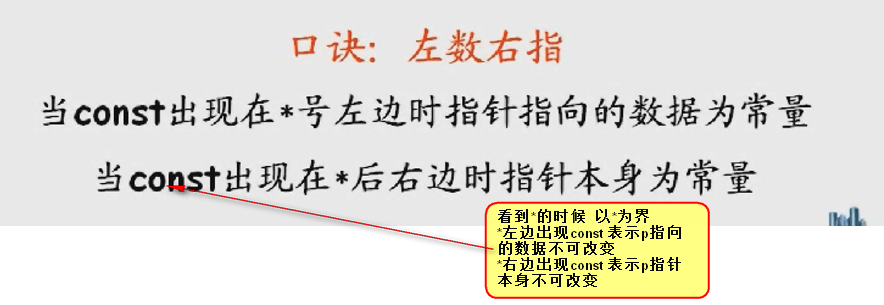 口诀：左数右指
当const出现在*号左边时指针指向的数据为常量
当const出现在*后右边时指针本身为常量
看到*的时候 以*为界
*左边出现const 表示p指向
的数据不可改变
*右边出现const 表示p指针
本身不可改变